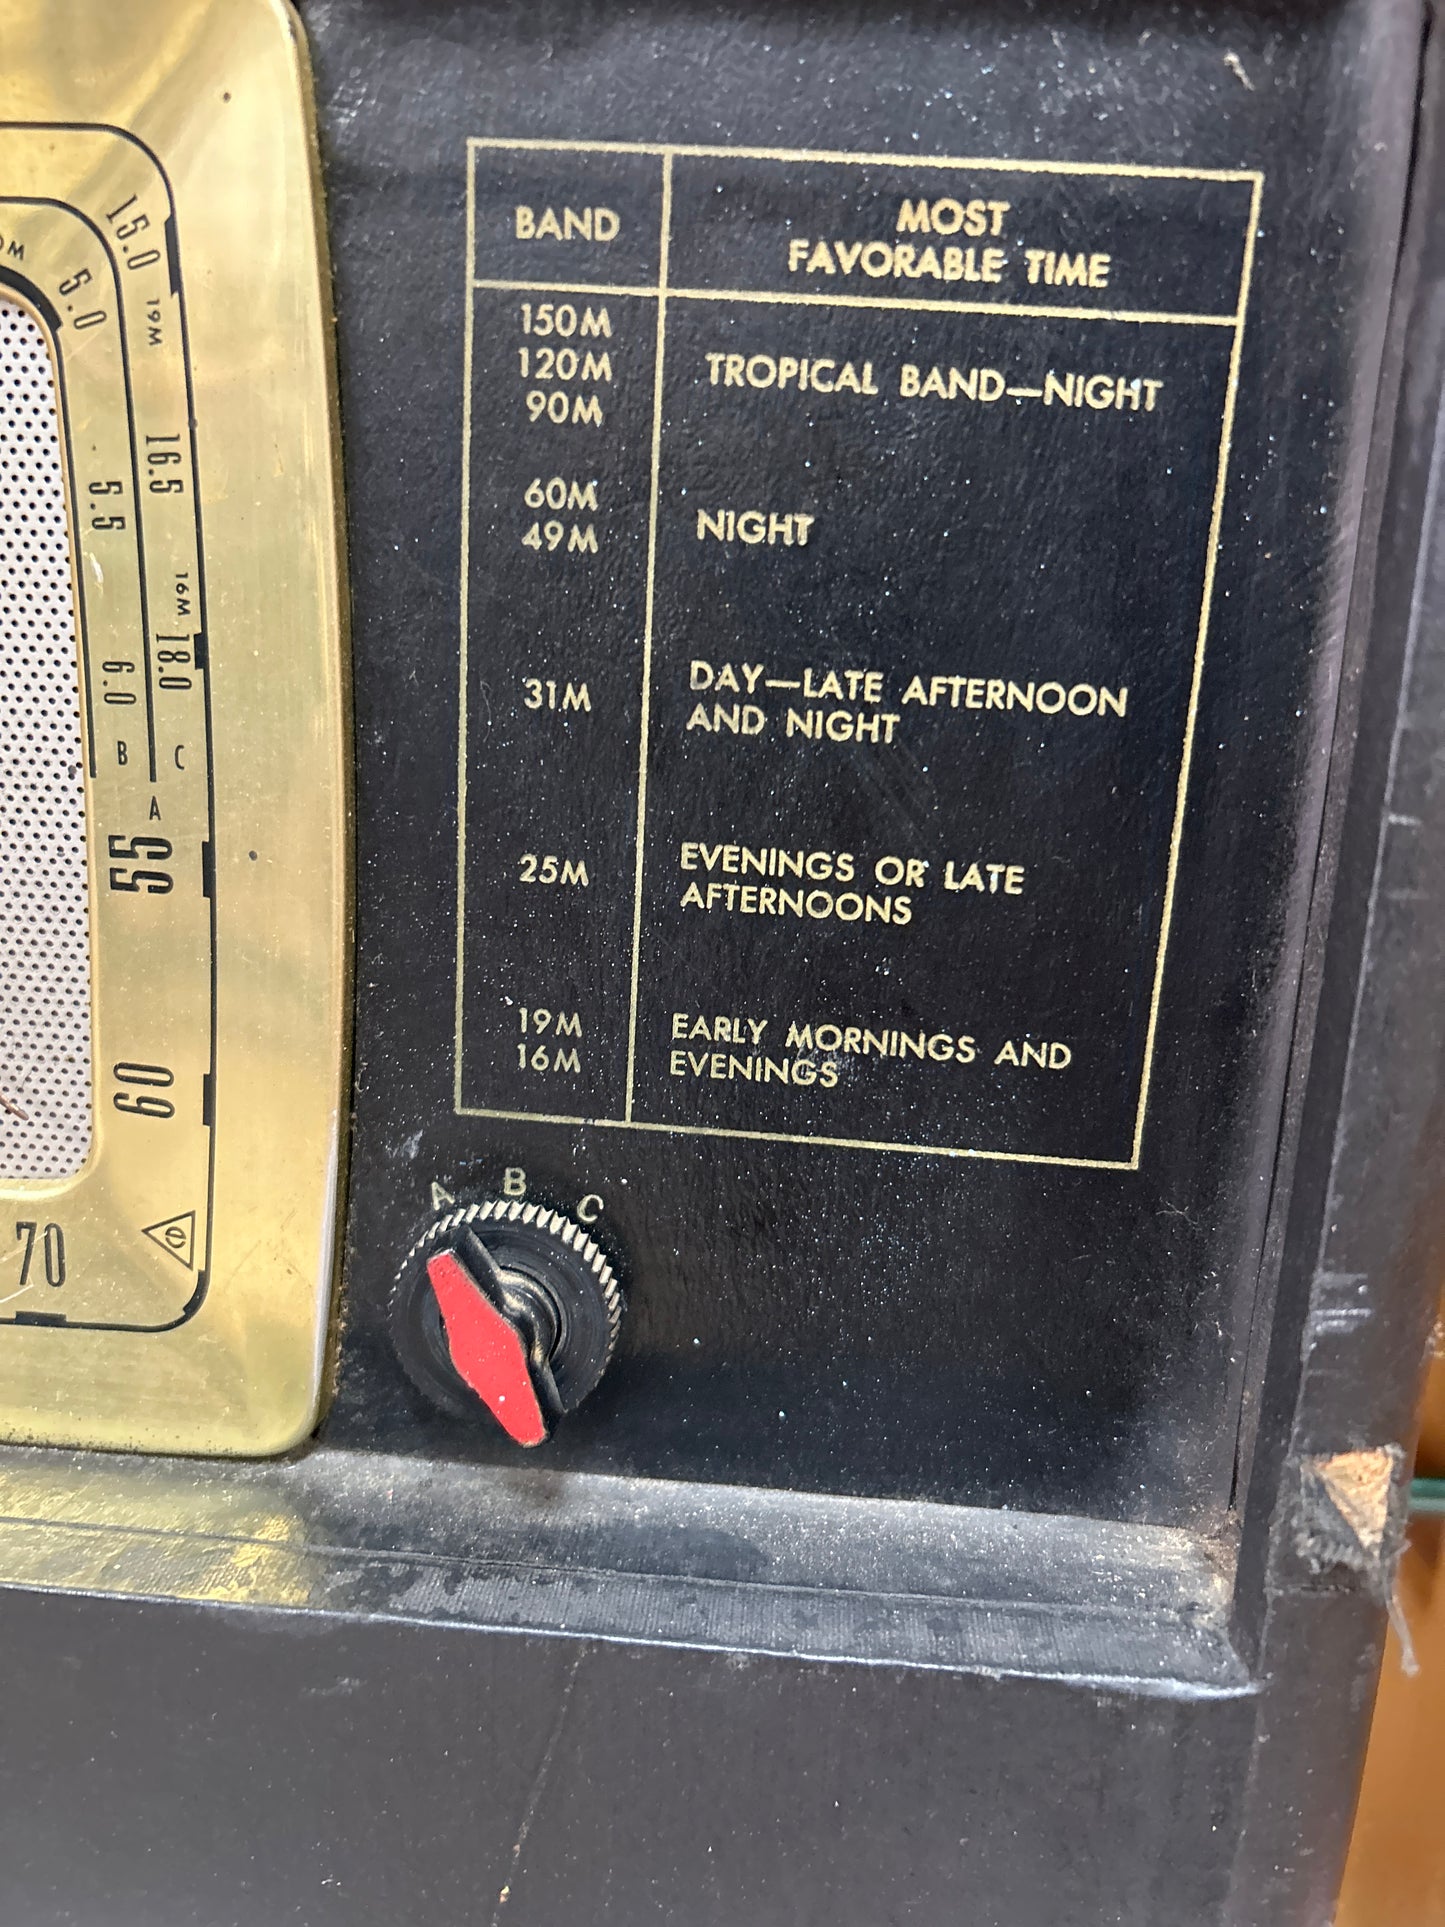 BAND
MOST
FAVORABLE TIME
150M
120M
90M
TROPICAL BAND—NIGHT
60M
49M
NIGHT
31M
DAY—LATE AFTERNOON
AND NIGHT
25M
EVENINGS OR LATE
AFTERNOONS
19M
16M
EARLY MORNINGS AND
EVENINGS
A B C
15.0
19M
16.5
16M
18.0
C
5.0
5.5
6.0
B
A
55
60
70
e